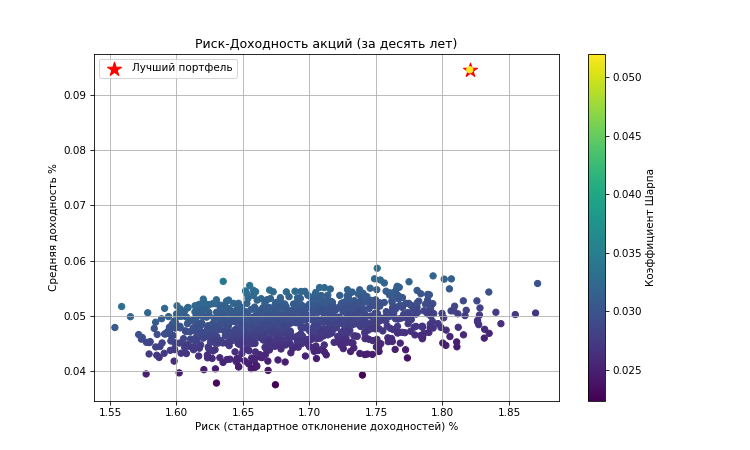 Риск-Доходность акций (за десять лет)
Лучший портфель
0.09
0.08
0.07
0.06
0.05
0.04
Средняя доходность %
1.55 1.60 1.65 1.70 1.75 1.80 1.85
Риск (стандартное отклонение доходностей) %
0.050
0.045
0.040
0.035
0.030
0.025
Коэффициент Шарпа